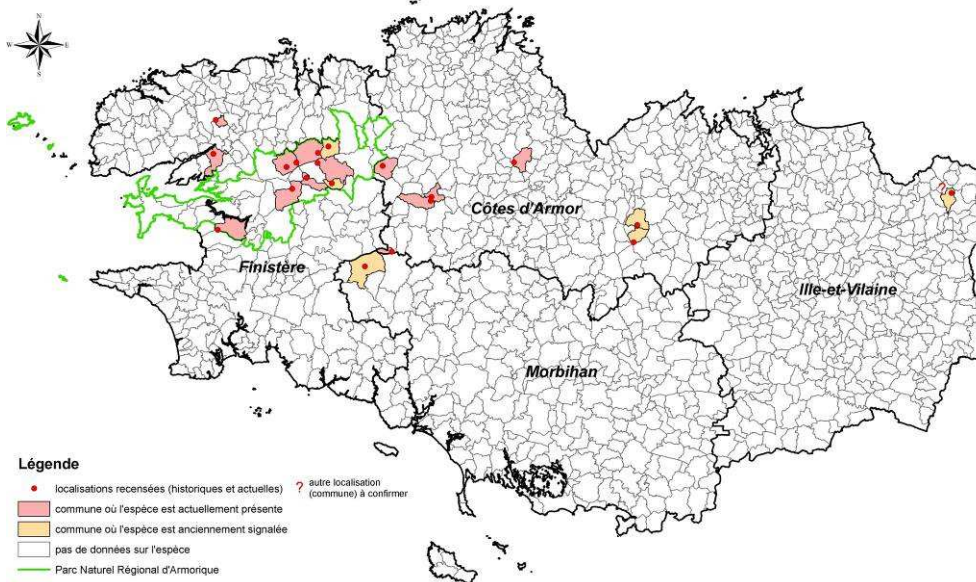 N
W E
S
Côtes d'Armor
Finistère
Ille-et-Vilaine
Morbihan
Légende
localisations recensées (historiques et actuelles)
? autre localisation
(commune) à confirmer
commune où l'espèce est actuellement présente
commune où l'espèce est anciennement signalée
pas de données sur l'espèce
Parc Naturel Régional d'Armorique
?